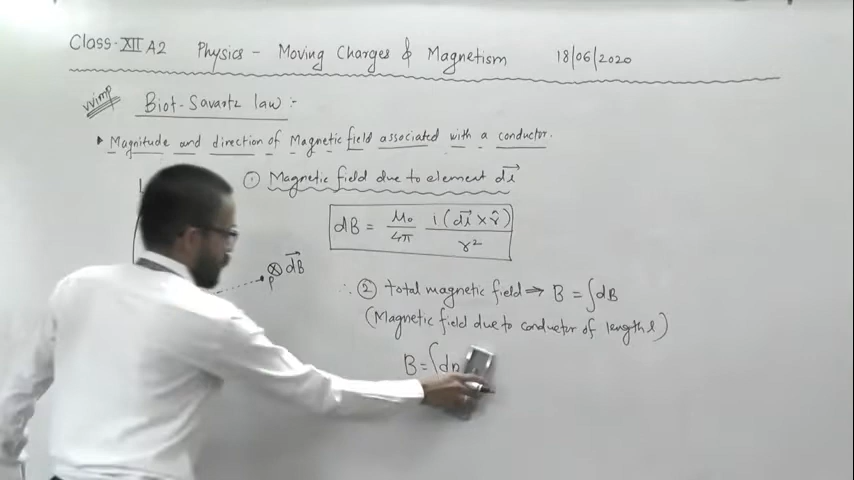 Class-XII A2 Physics - Moving Charges & Magnetism 18/06/2020
VVimp
Biot-Savartz law :-
Magnitude and direction of Magnetic field associated with a conductor.
① Magnetic field due to element dl⃗
dB = μ₀/4π i(dl⃗ × r̂)/r²
⊗ dB⃗
P
∴ ② total magnetic field ⇒ B = ∫dB
(Magnetic field due to conductor of length l)
B = ∫dB